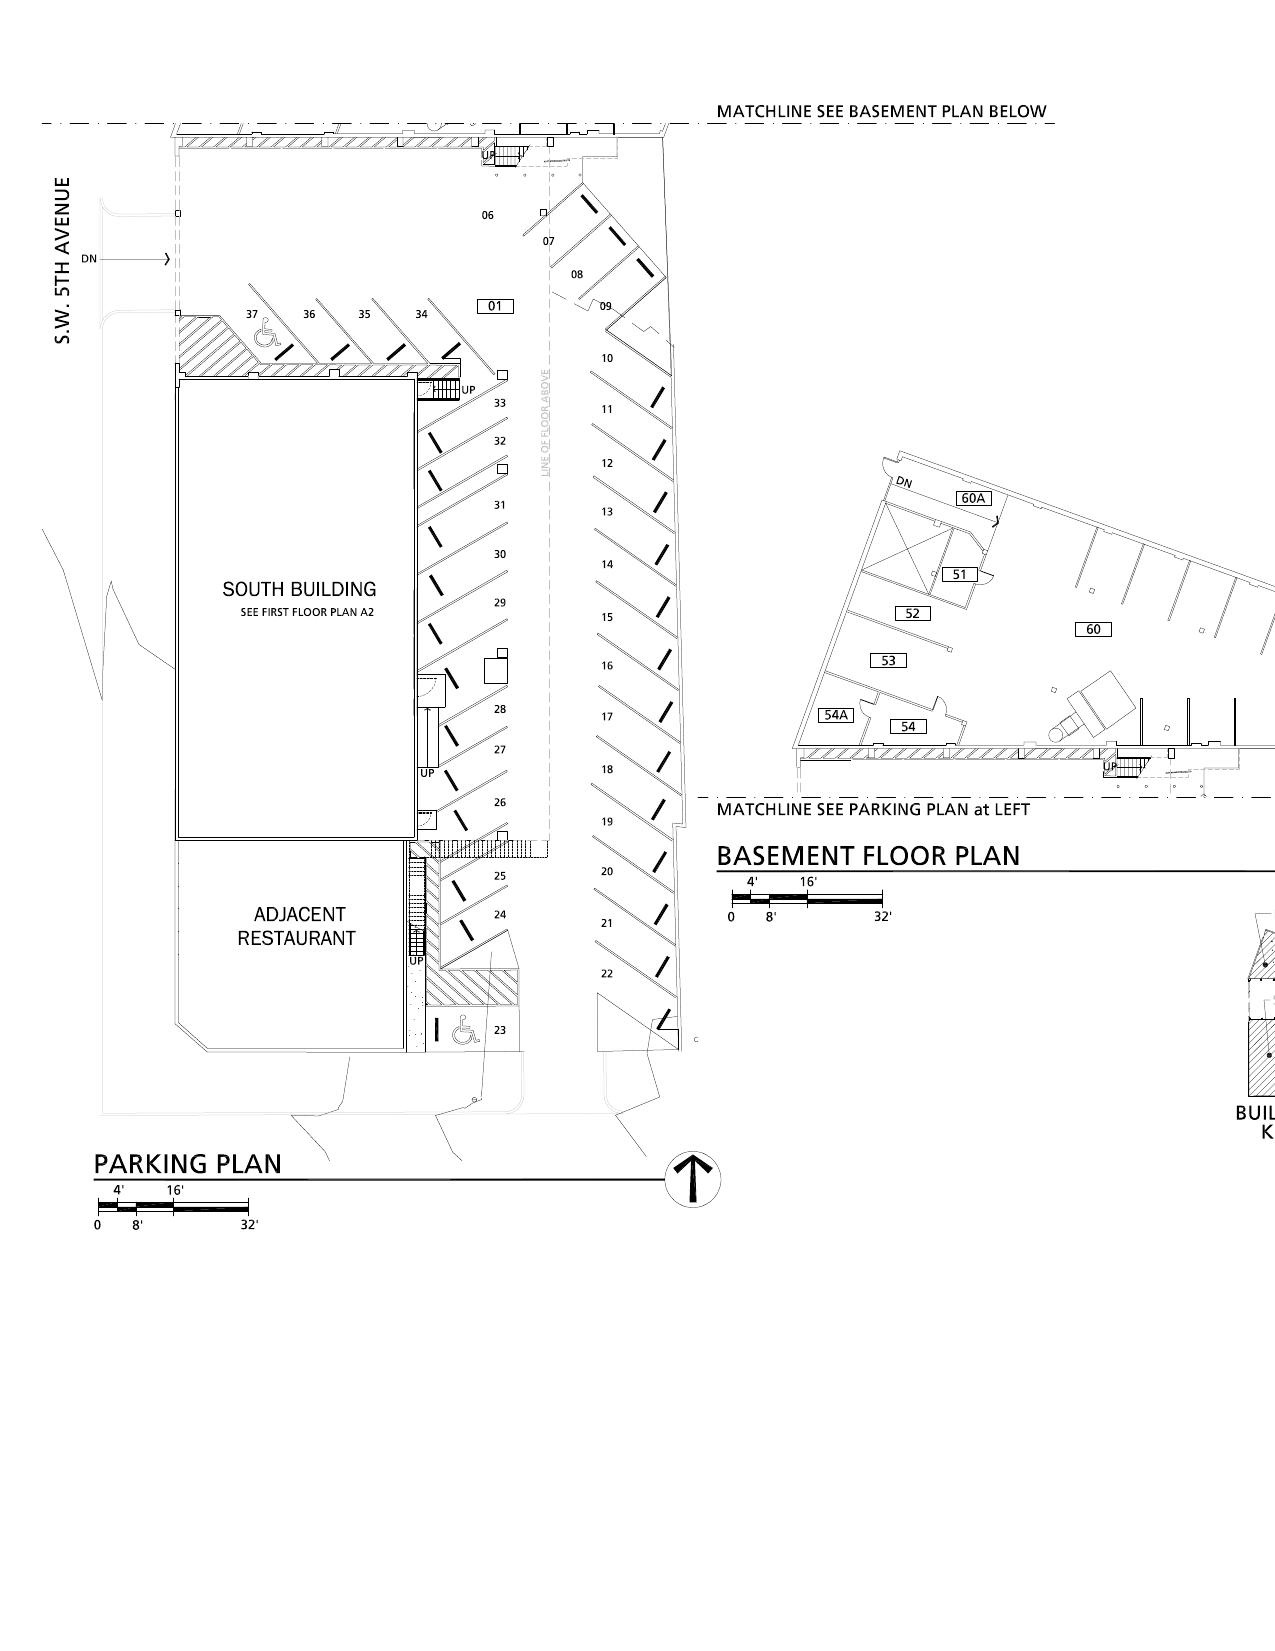 MATCHLINE SEE BASEMENT PLAN BELOW
S.W. 5TH AVENUE
DN
UP
06
07
08
09
01
37
36
35
34
UP
10
33
11
32
12
31
13
30
14
29
15
28
16
27
17
26
18
25
19
24
20
23
21
22
LINE OF FLOOR ABOVE
SOUTH BUILDING
SEE FIRST FLOOR PLAN A2
UP
ADJACENT
RESTAURANT
UP
PARKING PLAN
4' 16'
0 8' 32'
DN
60A
51
52
60
53
54A
54
UP
MATCHLINE SEE PARKING PLAN at LEFT
BASEMENT FLOOR PLAN
4' 16'
0 8' 32'
C
BUIL
K